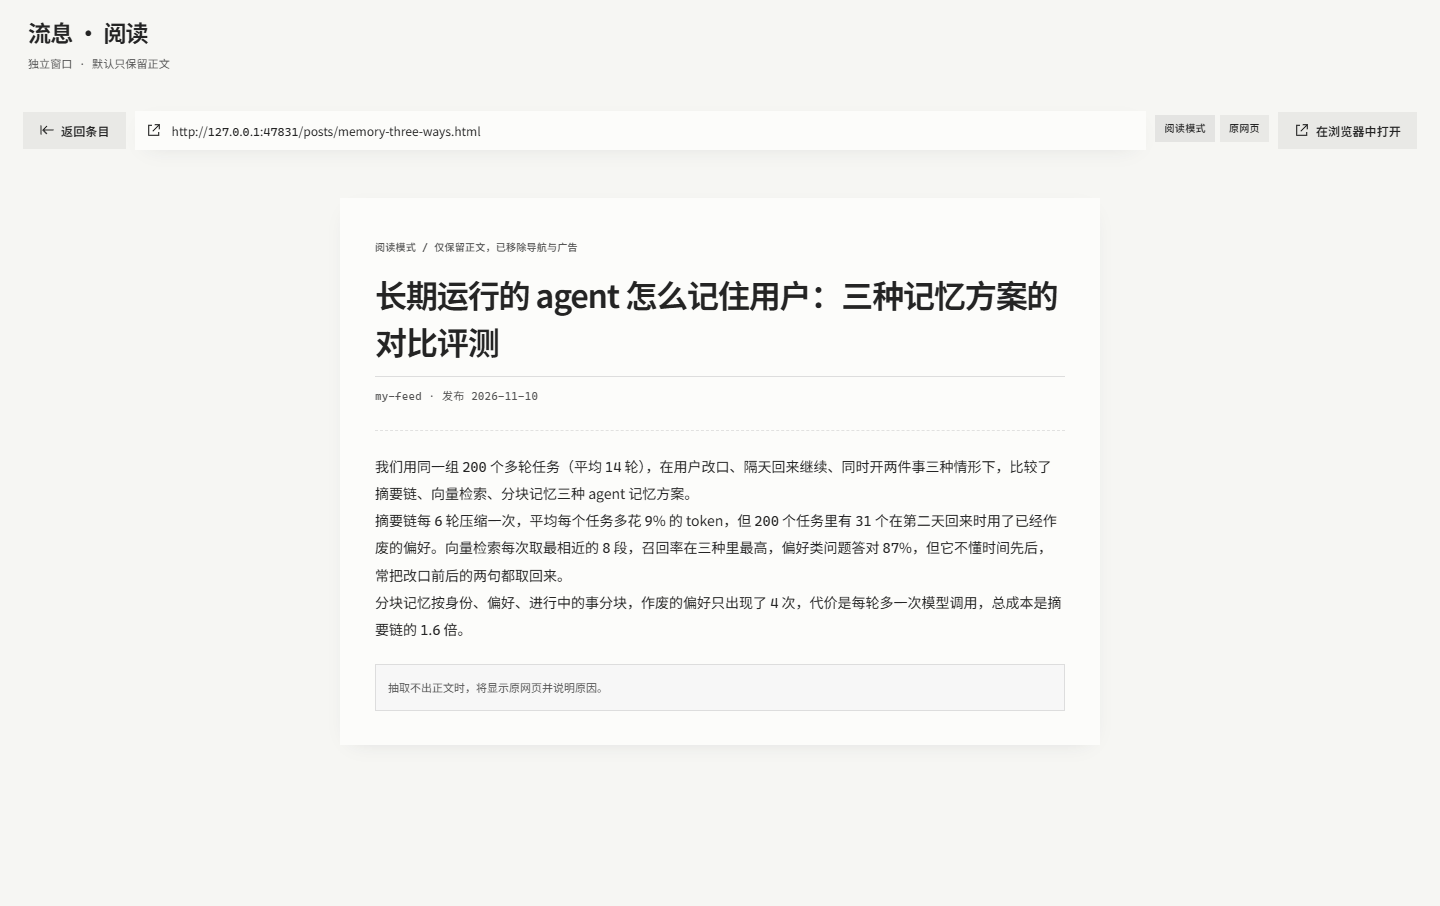 流息 · 阅读
独立窗口 · 默认只保留正文
返回条目
http://127.0.0.1:47831/posts/memory-three-ways.html
阅读模式
原网页
在浏览器中打开
阅读模式 / 仅保留正文，已移除导航与广告
长期运行的 agent 怎么记住用户：三种记忆方案的
对比评测
my-feed · 发布 2026-11-10
我们用同一组 200 个多轮任务（平均 14 轮），在用户改口、隔天回来继续、同时开两件事三种情形下，比较了
摘要链、向量检索、分块记忆三种 agent 记忆方案。
摘要链每 6 轮压缩一次，平均每个任务多花 9% 的 token，但 200 个任务里有 31 个在第二天回来时用了已经作
废的偏好。向量检索每次取最相近的 8 段，召回率在三种里最高，偏好类问题答对 87%，但它不懂时间先后，
常把改口前后的两句都取回来。
分块记忆按身份、偏好、进行中的事分块，作废的偏好只出现了 4 次，代价是每轮多一次模型调用，总成本是摘
要链的 1.6 倍。
抽取不出正文时，将显示原网页并说明原因。